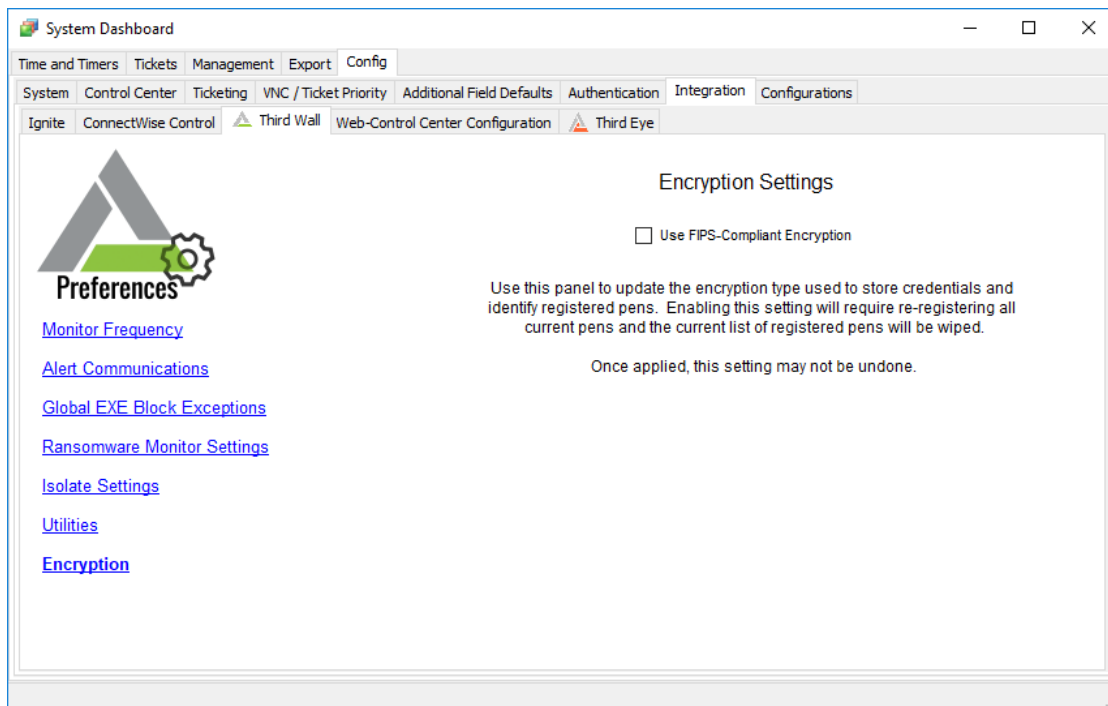 System Dashboard
Time and Timers Tickets Management Export Config
System Control Center Ticketing VNC / Ticket Priority Additional Field Defaults Authentication Integration Configurations
Ignite ConnectWise Control Third Wall Web-Control Center Configuration Third Eye
Preferences
Monitor Frequency
Alert Communications
Global EXE Block Exceptions
Ransomware Monitor Settings
Isolate Settings
Utilities
Encryption
Encryption Settings
Use FIPS-Compliant Encryption
Use this panel to update the encryption type used to store credentials and
identify registered pens. Enabling this setting will require re-registering all
current pens and the current list of registered pens will be wiped.
Once applied, this setting may not be undone.